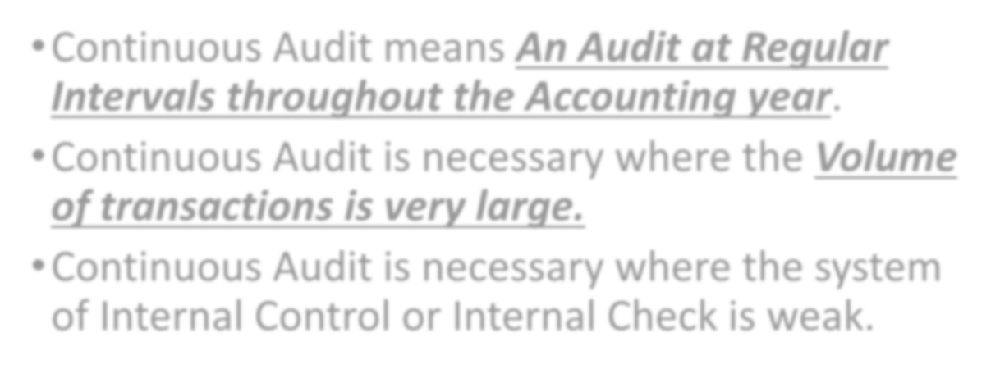 • Continuous Audit means An Audit at Regular
Intervals throughout the Accounting year.
• Continuous Audit is necessary where the Volume
of transactions is very large.
• Continuous Audit is necessary where the system
of Internal Control or Internal Check is weak.